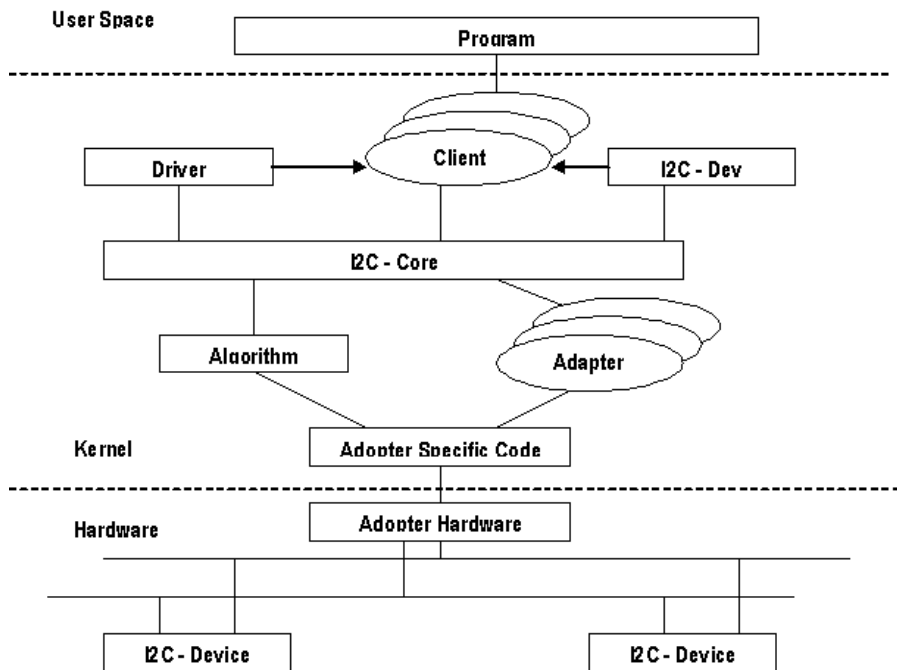 User Space
Program
Client
Driver
I2C - Dev
I2C - Core
Algorithm
Adapter
Kernel
Adopter Specific Code
Hardware
Adopter Hardware
I2C - Device
I2C - Device